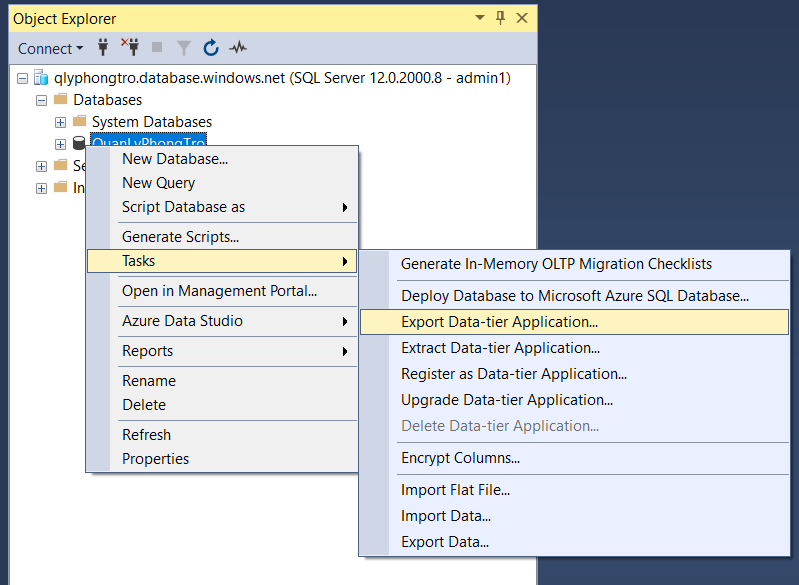 Object Explorer
Connect
qlyphongtro.database.windows.net (SQL Server 12.0.2000.8 - admin1)
Databases
System Databases
QuanLyPhongTro
Se
In
New Database...
New Query
Script Database as
Generate Scripts...
Tasks
Open in Management Portal...
Azure Data Studio
Reports
Rename
Delete
Refresh
Properties
Generate In-Memory OLTP Migration Checklists
Deploy Database to Microsoft Azure SQL Database...
Export Data-tier Application...
Extract Data-tier Application...
Register as Data-tier Application...
Upgrade Data-tier Application...
Delete Data-tier Application...
Encrypt Columns...
Import Flat File...
Import Data...
Export Data...